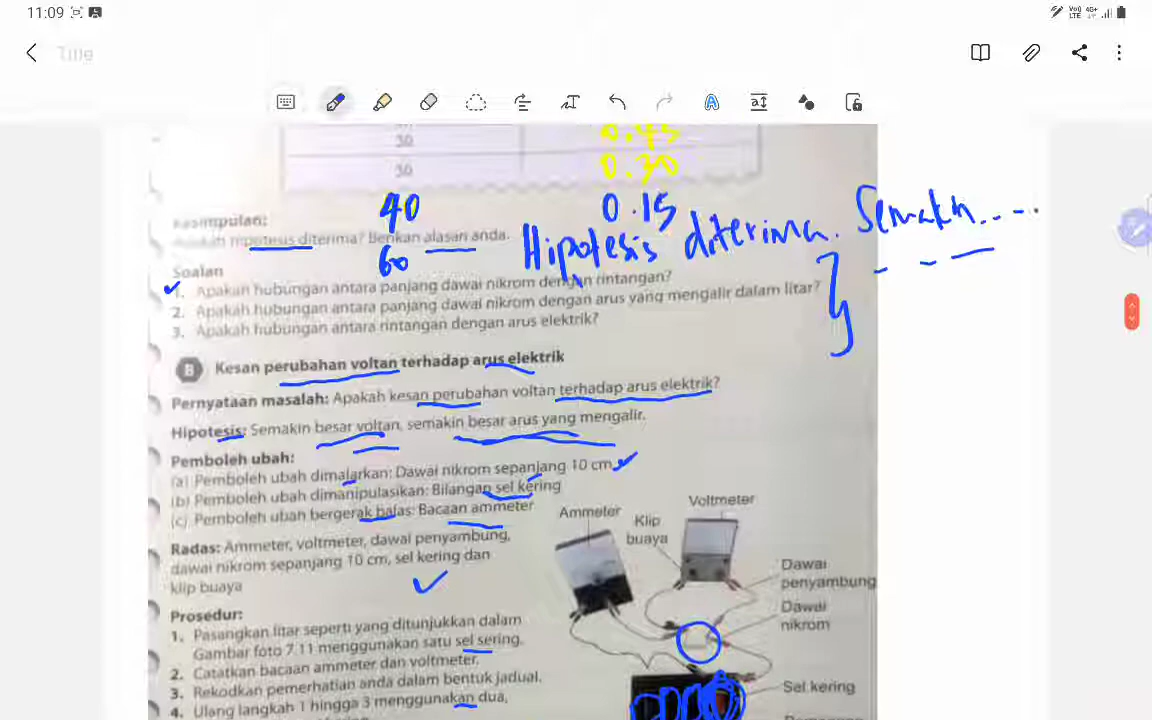 11:09
Vo) 4G+
LTE
Title
0.45
30
0.30
30
40
0.15
Kesimpulan:
Adakah hipotesis diterima? Berikan alasan anda.
60
Hipotesis diterima. Semakin.. --
Soalan
1. Apakah hubungan antara panjang dawai nikrom dengan rintangan?
2. Apakah hubungan antara panjang dawai nikrom dengan arus yang mengalir dalam litar?
3. Apakah hubungan antara rintangan dengan arus elektrik?
B Kesan perubahan voltan terhadap arus elektrik
Pernyataan masalah: Apakah kesan perubahan voltan terhadap arus elektrik?
Hipotesis: Semakin besar voltan, semakin besar arus yang mengalir.
Pemboleh ubah:
(a) Pemboleh ubah dimalarkan: Dawai nikrom sepanjang 10 cm
(b) Pemboleh ubah dimanipulasikan: Bilangan sel kering
(c) Pemboleh ubah bergerak balas: Bacaan ammeter
Radas: Ammeter, voltmeter, dawai penyambung,
dawai nikrom sepanjang 10 cm, sel kering dan
klip buaya
Prosedur:
1. Pasangkan litar seperti yang ditunjukkan dalam
Gambar foto 7.11 menggunakan satu sel sering.
2. Catatkan bacaan ammeter dan voltmeter.
3. Rekodkan pemerhatian anda dalam bentuk jadual.
4. Ulang langkah 1 hingga 3 menggunakan dua,
Ammeter
Klip
buaya
Voltmeter
Dawai
penyambung
Dawai
nikrom
Sel kering